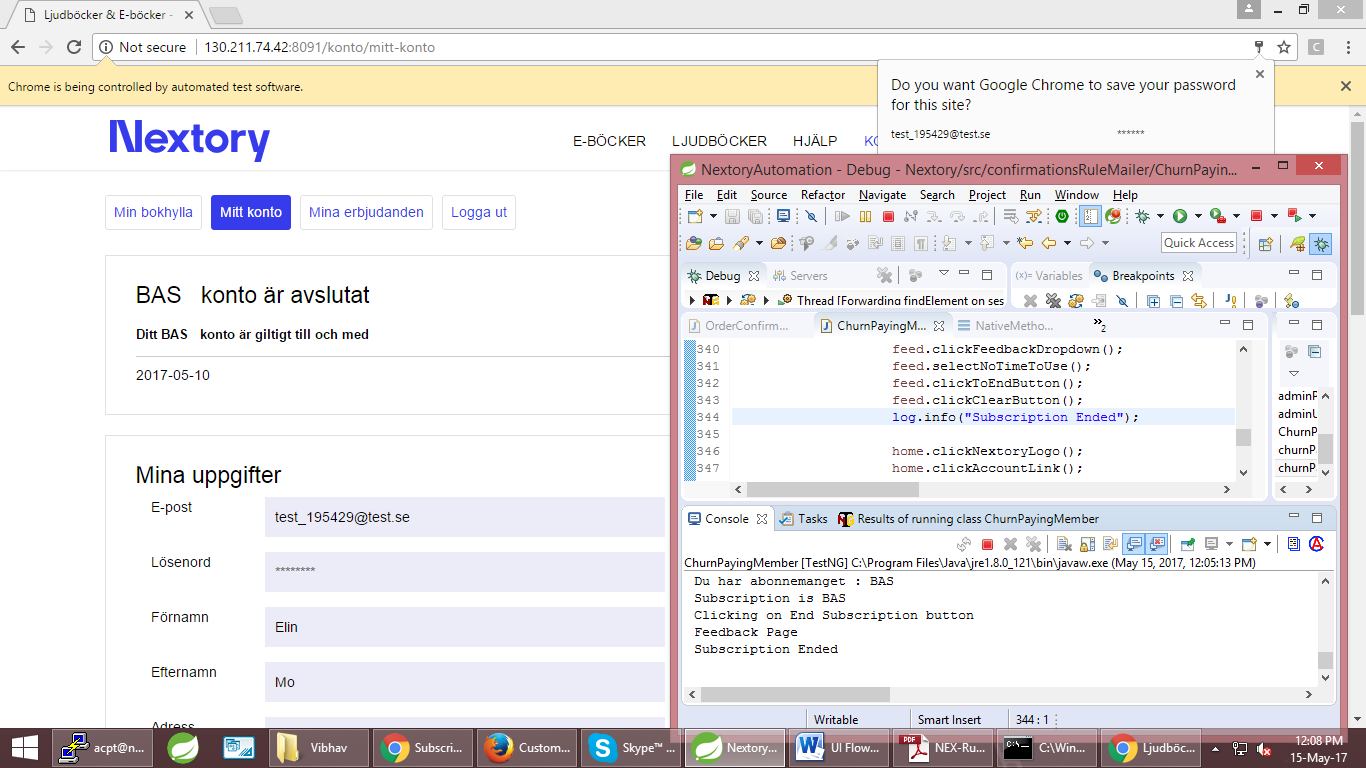 Ljudböcker & E-böcker -
Not secure
130.211.74.42:8091/konto/mitt-konto
C
Chrome is being controlled by automated test software.
Do you want Google Chrome to save your password
for this site?
test_195429@test.se ******
Nextory
E-BÖCKER LJUDBÖCKER HJÄLP
Min bokhylla Mitt konto Mina erbjudanden Logga ut
BAS konto är avslutat
Ditt BAS konto är giltigt till och med
2017-05-10
Mina uppgifter
E-post test_195429@test.se
Lösenord ********
Förnamn Elin
Efternamn Mo
Adress
NextoryAutomation - Debug - Nextory/src/confirmationsRuleMailer/ChurnPayin...
File Edit Source Refactor Navigate Search Project Run Window Help
Quick Access
Debug Servers
(x)= Variables Breakpoints
Thread [Forwarding findElement on ses
OrderConfirm... ChurnPayingM... NativeMetho... »2
340 feed.clickFeedbackDropdown();
341 feed.selectNoTimeToUse();
342 feed.clickToEndButton();
343 feed.clickClearButton();
344 log.info("Subscription Ended");
345
346 home.clickNextoryLogo();
347 home.clickAccountLink();
adminP
adminU
ChurnP
churnP
churnP
Console Tasks Results of running class ChurnPayingMember
ChurnPayingMember [TestNG] C:\Program Files\Java\jre1.8.0_121\bin\javaw.exe (May 15, 2017, 12:05:13 PM)
Du har abonnemanget : BAS
Subscription is BAS
Clicking on End Subscription button
Feedback Page
Subscription Ended
Writable Smart Insert 344 : 1
acpt@n... Vibhav Subscri... Custom... Skype™ ... Nextory... UI Flow... NEX-Ru... C:\Win... Ljudböc...
12:08 PM
15-May-17